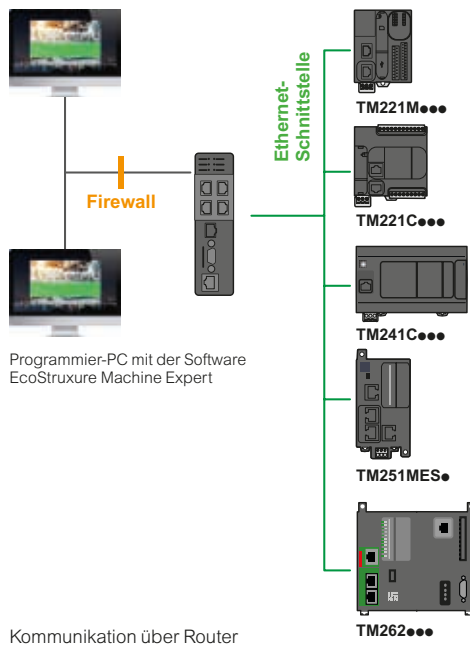 TM221M●●●
Ethernet-
Schnittstelle
TM221C●●●
Firewall
TM241C●●●
Programmier-PC mit der Software
EcoStruxure Machine Expert
TM251MES●
Kommunikation über Router
TM262●●●